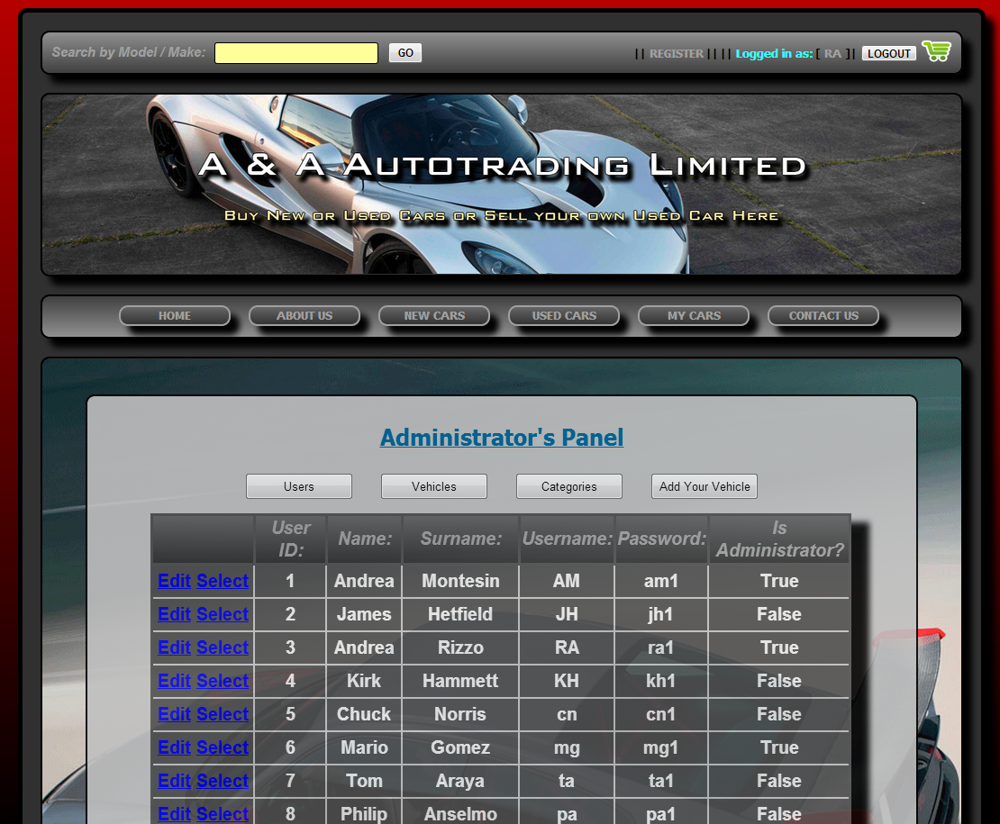 Search by Model / Make: GO || REGISTER || || Logged in as: [ RA ]| LOGOUT
A & A Autotrading Limited
Buy New or Used Cars or Sell your own Used Car Here
HOME ABOUT US NEW CARS USED CARS MY CARS CONTACT US
Administrator's Panel
Users Vehicles Categories Add Your Vehicle
User ID: Name: Surname: Username: Password: Is Administrator?
Edit Select 1 Andrea Montesin AM am1 True
Edit Select 2 James Hetfield JH jh1 False
Edit Select 3 Andrea Rizzo RA ra1 True
Edit Select 4 Kirk Hammett KH kh1 False
Edit Select 5 Chuck Norris cn cn1 False
Edit Select 6 Mario Gomez mg mg1 True
Edit Select 7 Tom Araya ta ta1 False
Edit Select 8 Philip Anselmo pa pa1 False